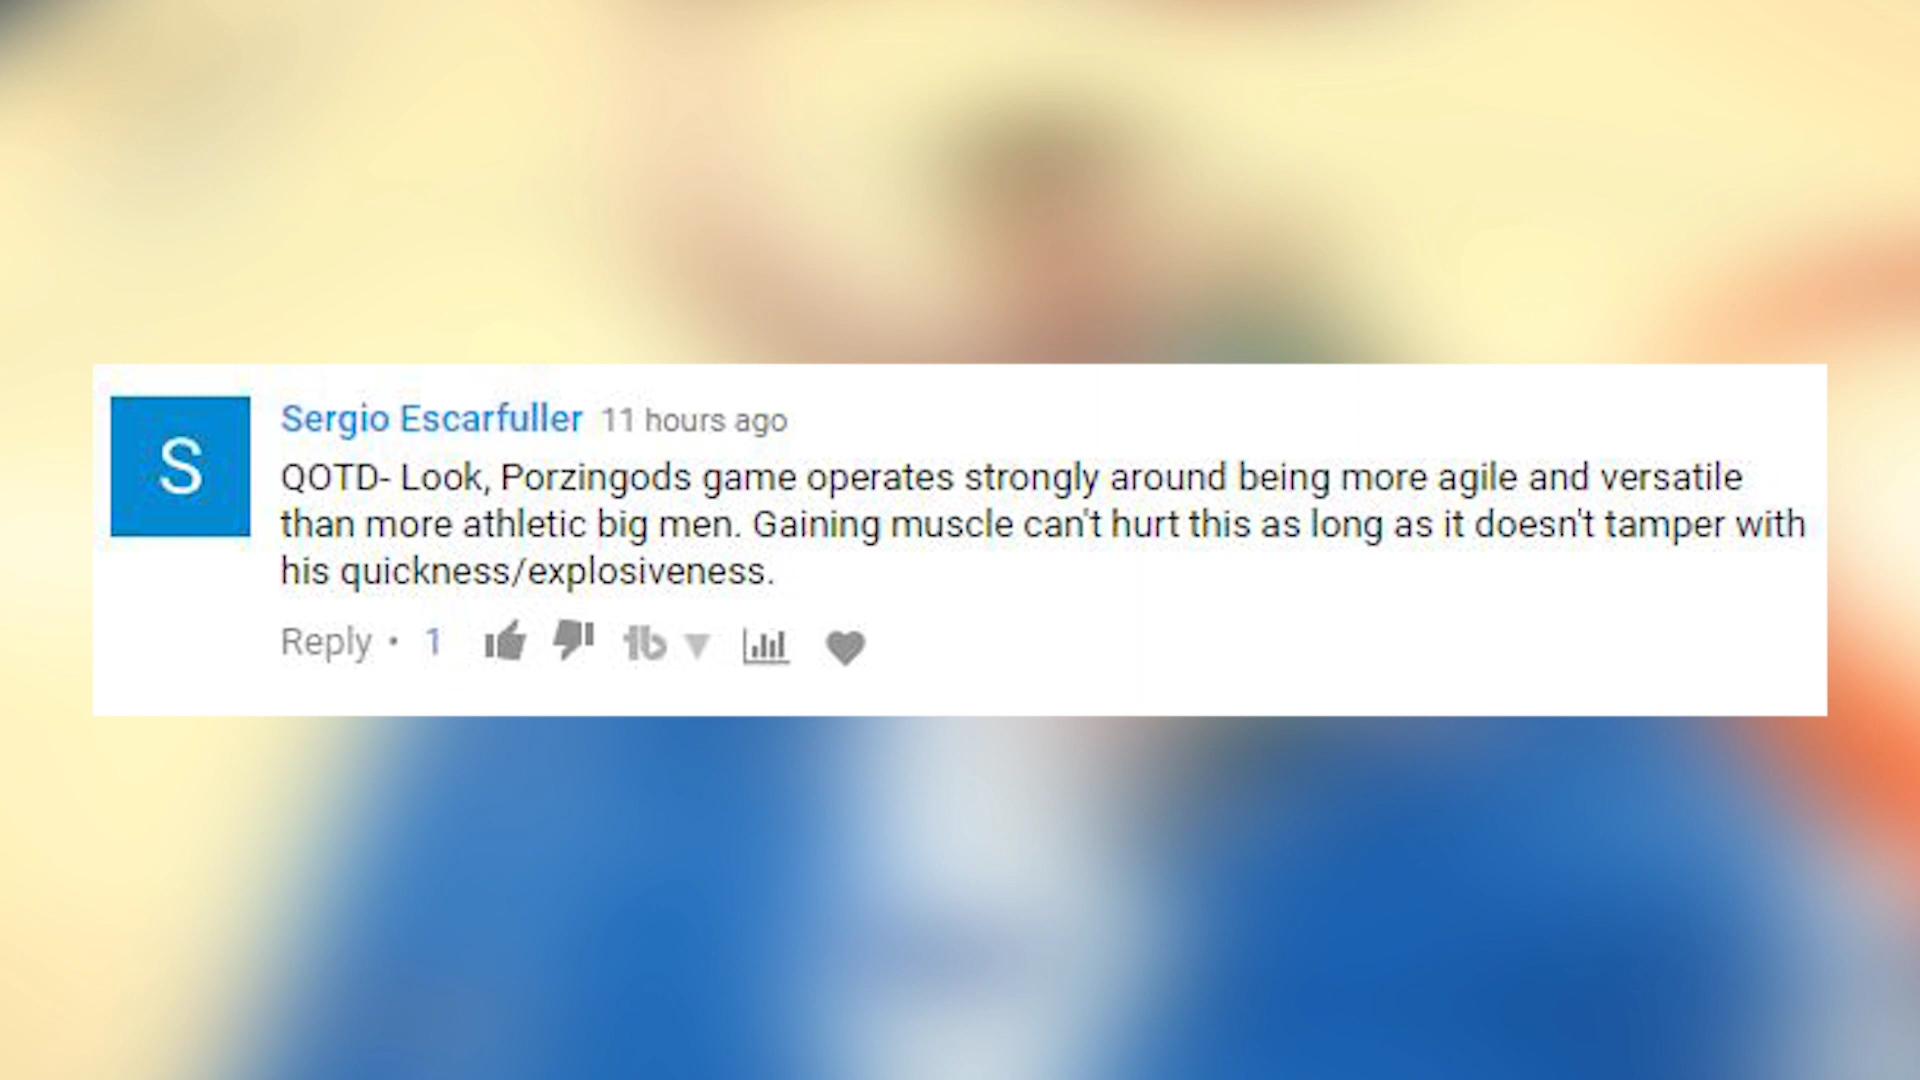 S
Sergio Escarfuller 11 hours ago
QOTD- Look, Porzingods game operates strongly around being more agile and versatile
than more athletic big men. Gaining muscle can't hurt this as long as it doesn't tamper with
his quickness/explosiveness.
Reply • 1 tb